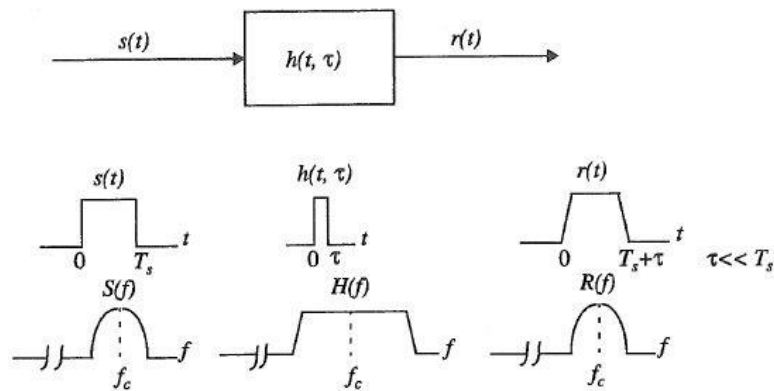 s(t) h(t, τ) r(t)
s(t) h(t, τ) r(t)
t t t
0 T_s 0 τ 0 T_s+τ τ<< T_s
S(f) H(f) R(f)
f f f
f_c f_c f_c